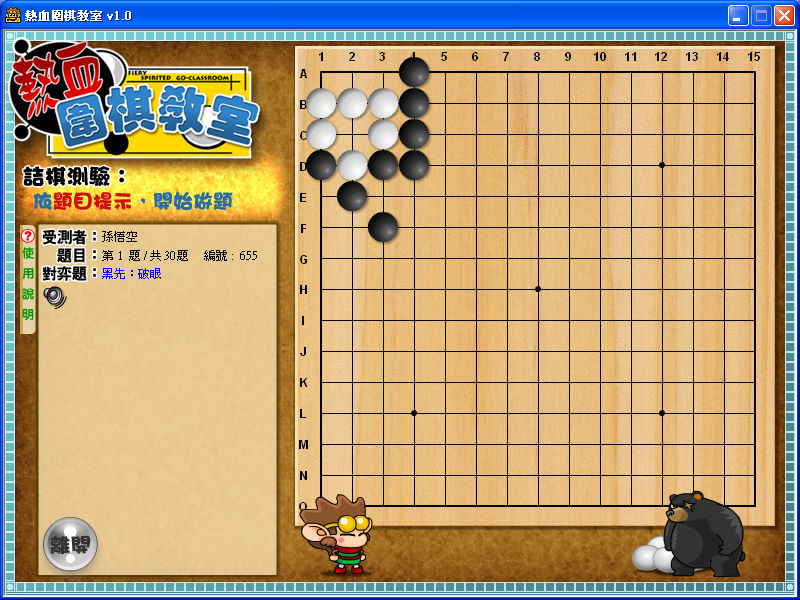 熱血圍棋教室 v1.0
熱血
FIERY
SPIRITED GO-CLASSROOM
圍棋教室
詰棋測驗：
依題目提示，開始做題
?使用說明
受測者：孫悟空
題目：第 1 題 / 共 30題 編號：655
對弈題：黑先：破眼
離開
1 2 3 4 5 6 7 8 9 10 11 12 13 14 15
A
B
C
D
E
F
G
H
I
J
K
L
M
N
O